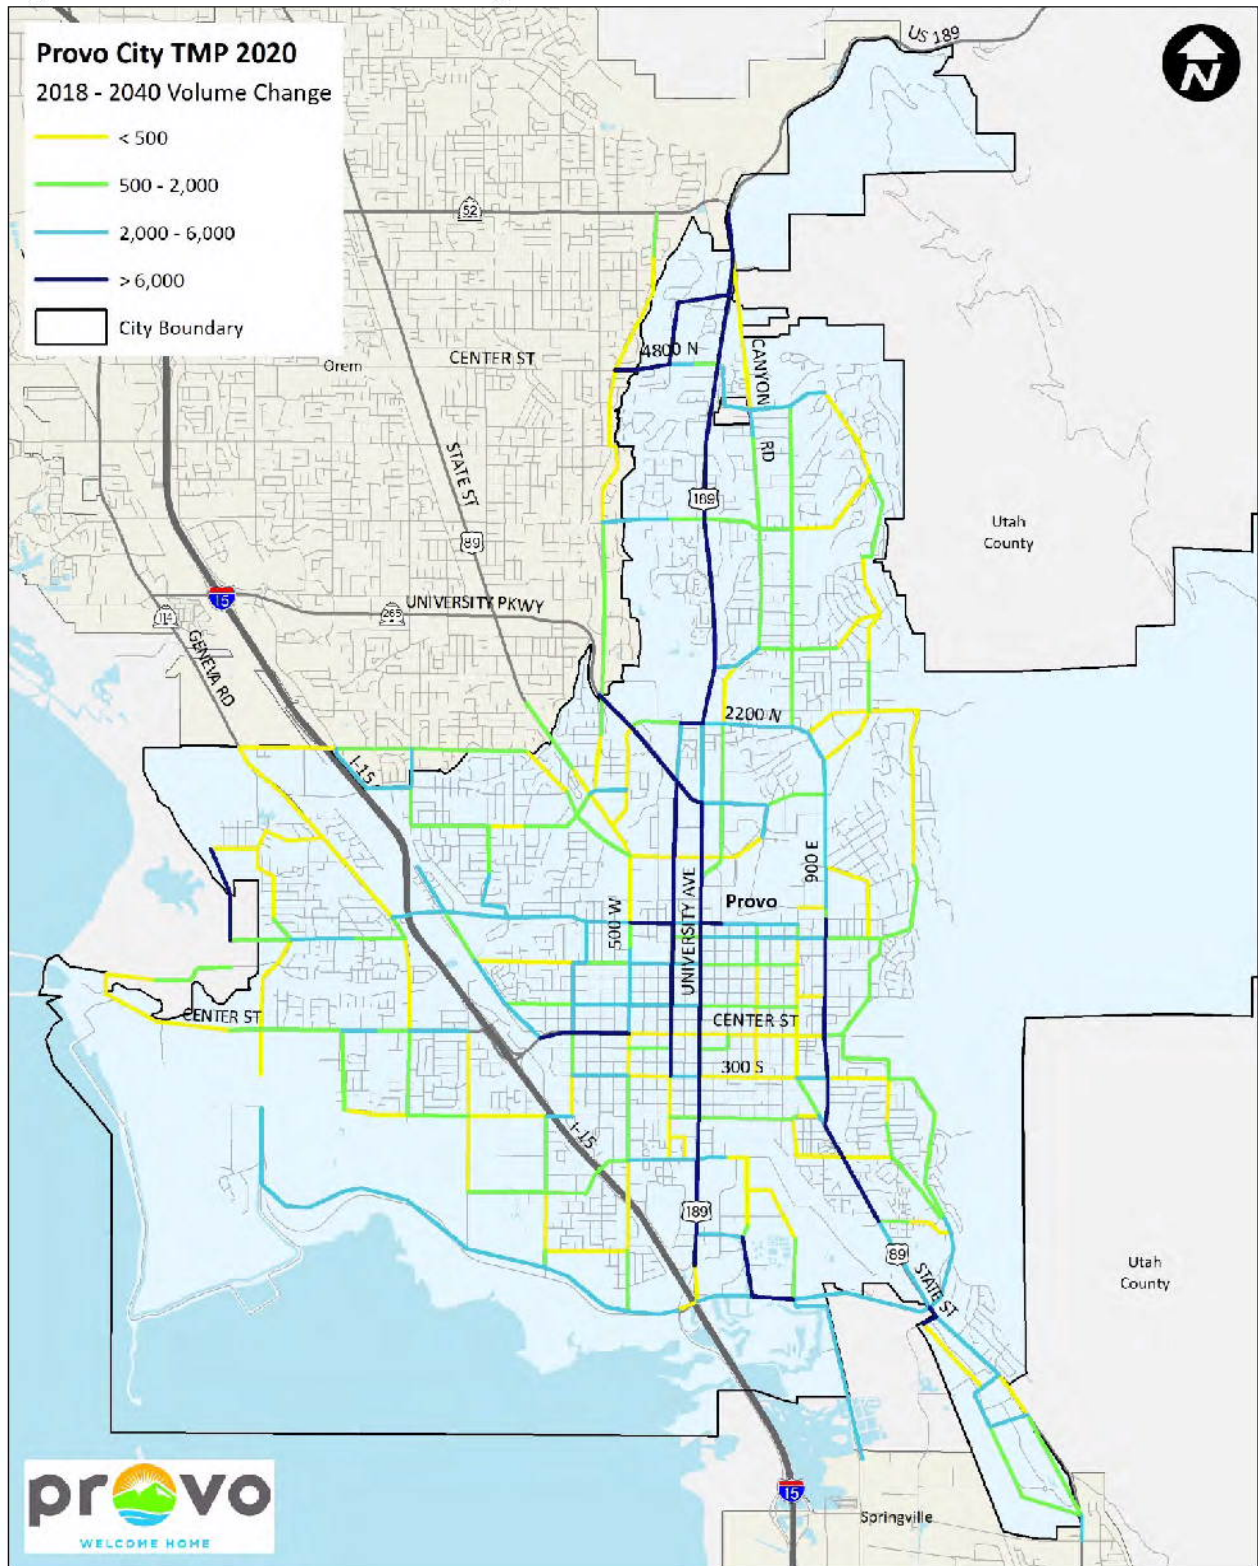 Provo City TMP 2020
2018 - 2040 Volume Change
< 500
500 - 2,000
2,000 - 6,000
> 6,000
City Boundary
US 189
N
52
4800 N
CENTER ST
Orem
CANYON
RD
STATE ST
189
89
Utah
County
15
UNIVERSITY PKWY
265
114
GENEVA RD
2200 N
I-15
900 E
Provo
500 W
UNIVERSITY AVE
CENTER ST
CENTER ST
300 S
I-15
189
89
STATE ST
Utah
County
provo
WELCOME HOME
15
Springville